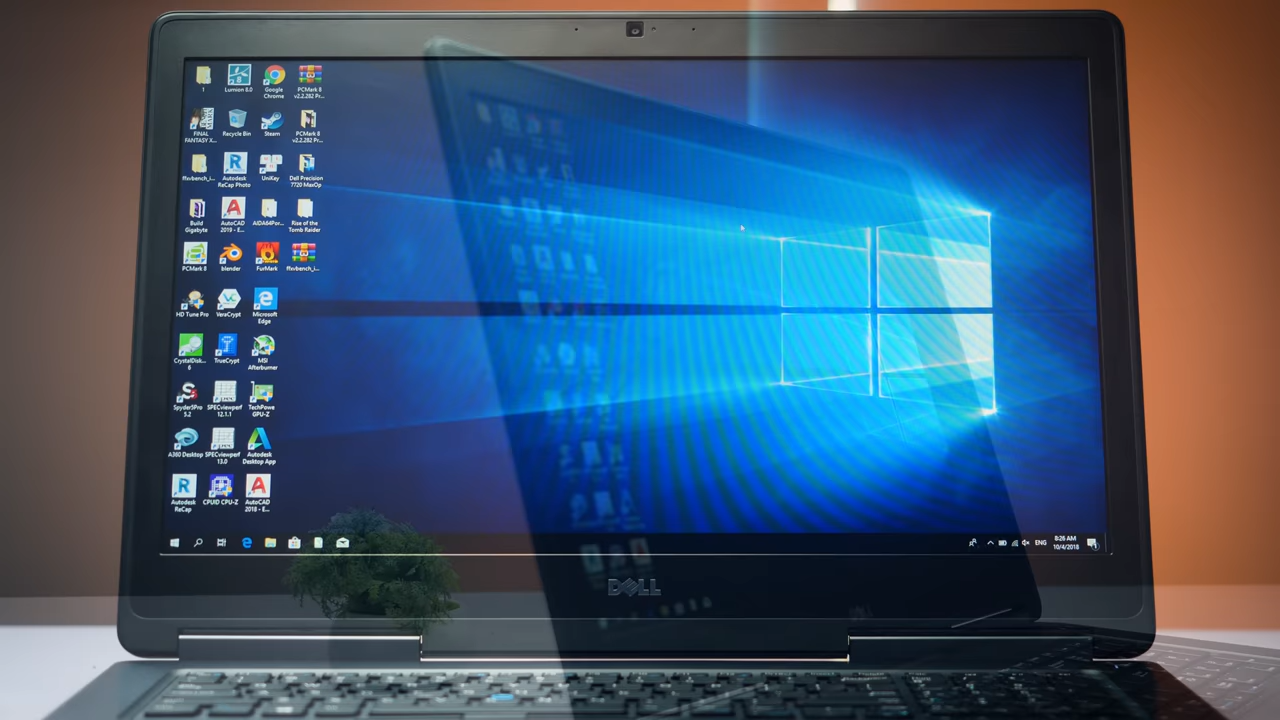 1
Lumion 8.0
Google
Chrome
PCMark 8
v2.2.282 Pr...
FINAL
FANTASY X...
Recycle Bin
Steam
PCMark 8
v2.2.282 Pr...
ffxvbench_i...
Autodesk
ReCap Photo
UniKey
Dell Precision
7720 MaxOp
Build
Gigabyte
AutoCAD
2019 - E...
AIDA64Por...
Rise of the
Tomb Raider
PCMark 8
blender
FurMark
ffxvbench_i...
HD Tune Pro
VeraCrypt
Microsoft
Edge
CrystalDisk...
6
TrueCrypt
MSI
Afterburner
Spyder5Pro
5.2
SPECviewperf
12.1.1
TechPowe
GPU-Z
A360 Desktop
SPECviewperf
13.0
Autodesk
Desktop App
Autodesk
ReCap
CPUID CPU-Z
AutoCAD
2018 - E...
ENG
8:26 AM
10/4/2018
DELL